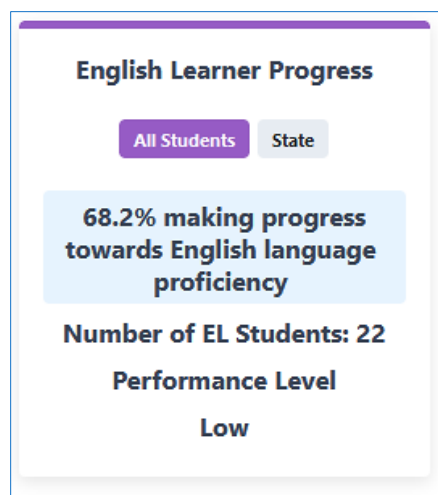 English Learner Progress
All Students State
68.2% making progress
towards English language
proficiency
Number of EL Students: 22
Performance Level
Low